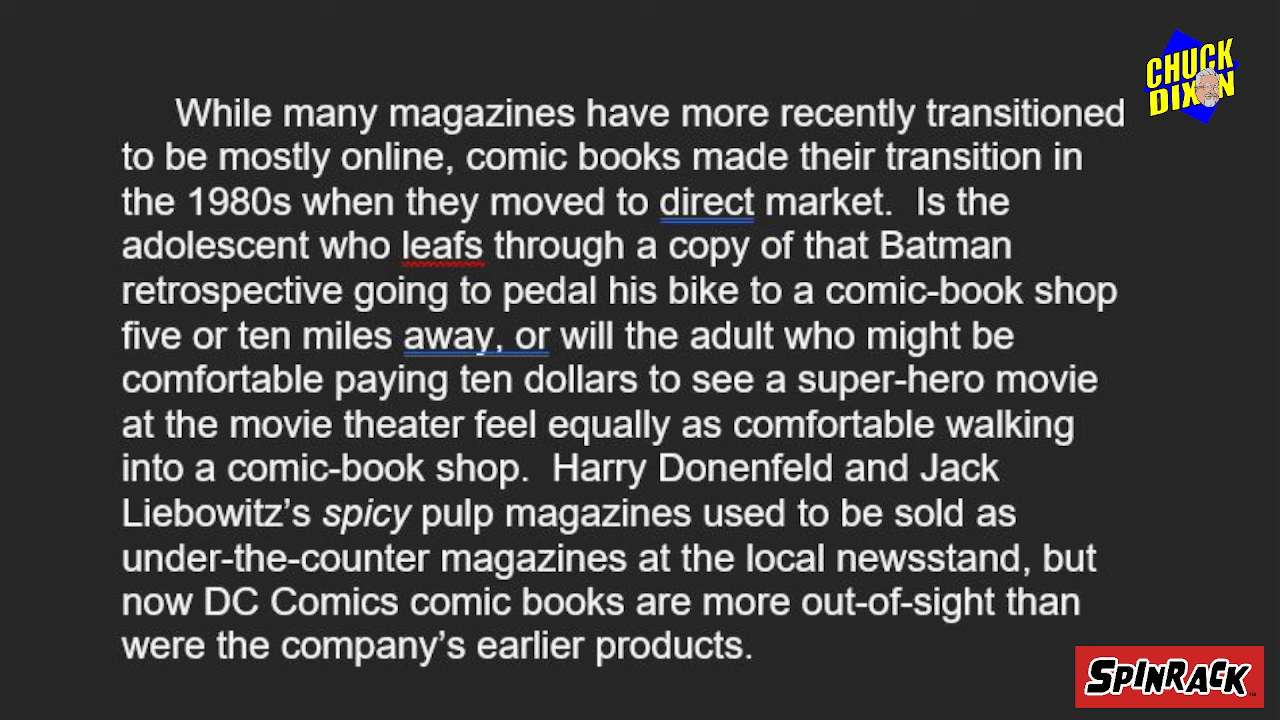 CHUCK
DIXON
While many magazines have more recently transitioned
to be mostly online, comic books made their transition in
the 1980s when they moved to direct market.  Is the
adolescent who leafs through a copy of that Batman
retrospective going to pedal his bike to a comic-book shop
five or ten miles away, or will the adult who might be
comfortable paying ten dollars to see a super-hero movie
at the movie theater feel equally as comfortable walking
into a comic-book shop.  Harry Donenfeld and Jack
Liebowitz’s spicy pulp magazines used to be sold as
under-the-counter magazines at the local newsstand, but
now DC Comics comic books are more out-of-sight than
were the company’s earlier products.
SPINRACK™